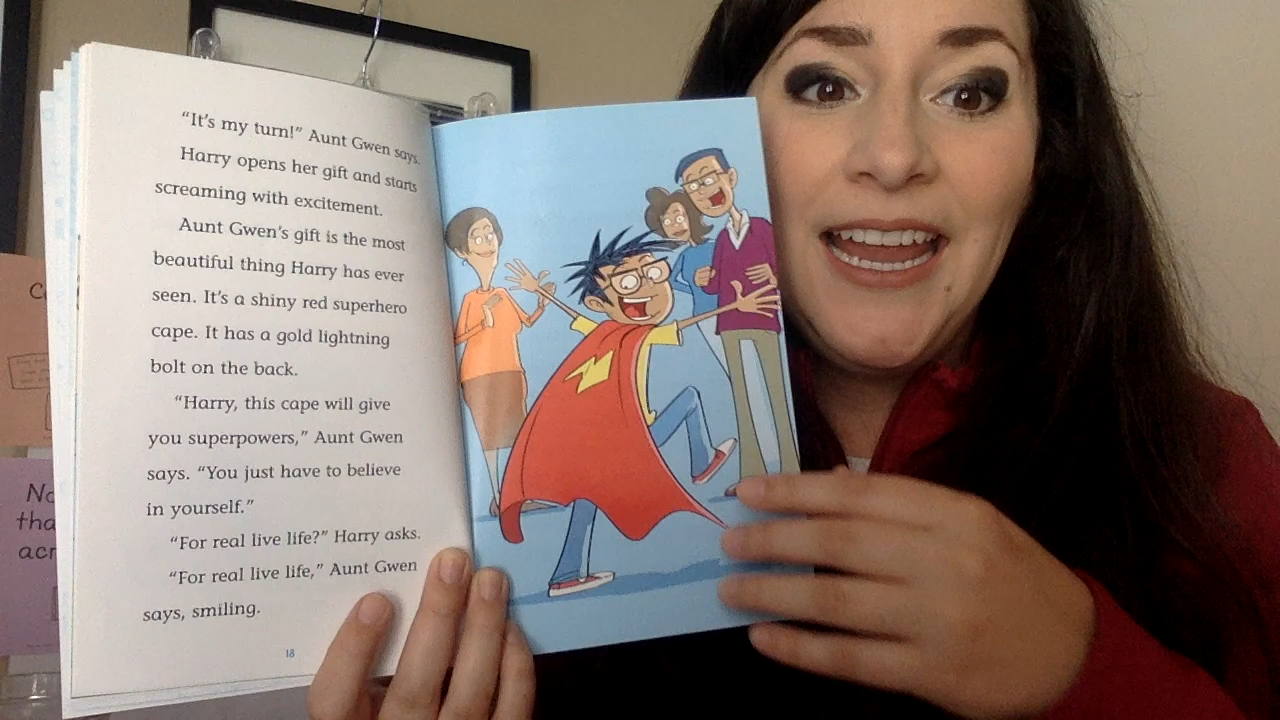 "It's my turn!" Aunt Gwen says.
Harry opens her gift and starts
screaming with excitement.
Aunt Gwen's gift is the most
beautiful thing Harry has ever
seen. It's a shiny red superhero
cape. It has a gold lightning
bolt on the back.
"Harry, this cape will give
you superpowers," Aunt Gwen
says. "You just have to believe
in yourself."
"For real live life?" Harry asks.
"For real live life," Aunt Gwen
says, smiling.
18